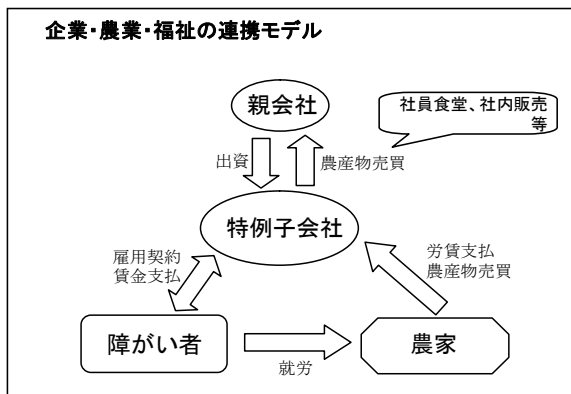 企業・農業・福祉の連携モデル
親会社
社員食堂、社内販売
等
出資
農産物売買
特例子会社
雇用契約
賃金支払
労賃支払
農産物売買
障がい者
農家
就労